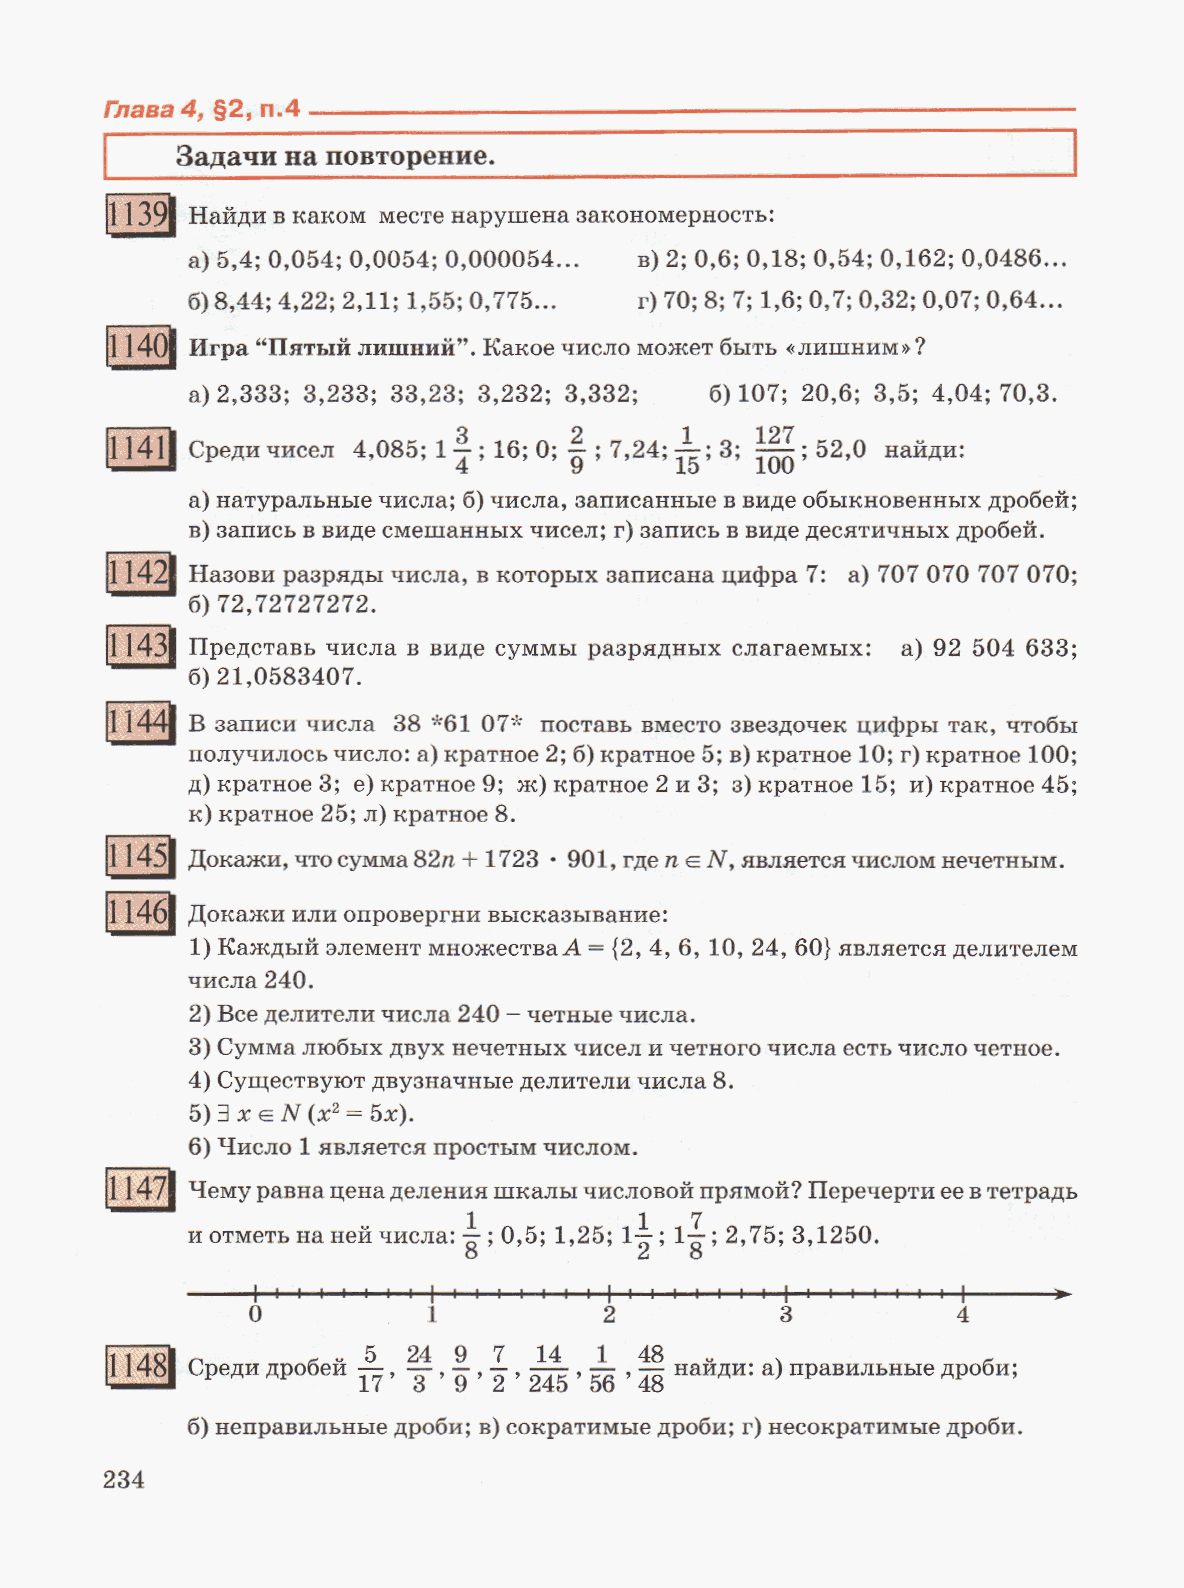 Глава 4, §2, п.4
Задачи на повторение.
1139 Найди в каком месте нарушена закономерность:
а) 5,4; 0,054; 0,0054; 0,000054... в) 2; 0,6; 0,18; 0,54; 0,162; 0,0486...
б) 8,44; 4,22; 2,11; 1,55; 0,775... г) 70; 8; 7; 1,6; 0,7; 0,32; 0,07; 0,64...
1140 Игра “Пятый лишний”. Какое число может быть «лишним»?
а) 2,333; 3,233; 33,23; 3,232; 3,332; б) 107; 20,6; 3,5; 4,04; 70,3.
1141 Среди чисел 4,085; 1 3/4; 16; 0; 2/9; 7,24; 1/15; 3; 127/100; 52,0 найди:
а) натуральные числа; б) числа, записанные в виде обыкновенных дробей;
в) запись в виде смешанных чисел; г) запись в виде десятичных дробей.
1142 Назови разряды числа, в которых записана цифра 7: а) 707 070 707 070;
б) 72,72727272.
1143 Представь числа в виде суммы разрядных слагаемых: а) 92 504 633;
б) 21,0583407.
1144 В записи числа 38 *61 07* поставь вместо звездочек цифры так, чтобы
получилось число: а) кратное 2; б) кратное 5; в) кратное 10; г) кратное 100;
д) кратное 3; е) кратное 9; ж) кратное 2 и 3; з) кратное 15; и) кратное 45;
к) кратное 25; л) кратное 8.
1145 Докажи, что сумма 82n + 1723 · 901, где n ∈ N, является числом нечетным.
1146 Докажи или опровергни высказывание:
1) Каждый элемент множества A = {2, 4, 6, 10, 24, 60} является делителем
числа 240.
2) Все делители числа 240 – четные числа.
3) Сумма любых двух нечетных чисел и четного числа есть число четное.
4) Существуют двузначные делители числа 8.
5) ∃ x ∈ N (x² = 5x).
6) Число 1 является простым числом.
1147 Чему равна цена деления шкалы числовой прямой? Перечерти ее в тетрадь
и отметь на ней числа: 1/8; 0,5; 1,25; 1 1/2; 1 7/8; 2,75; 3,1250.
0 1 2 3 4
1148 Среди дробей 5/17, 24/3, 9/9, 7/2, 14/245, 1/56, 48/48 найди: а) правильные дроби;
б) неправильные дроби; в) сократимые дроби; г) несократимые дроби.
234